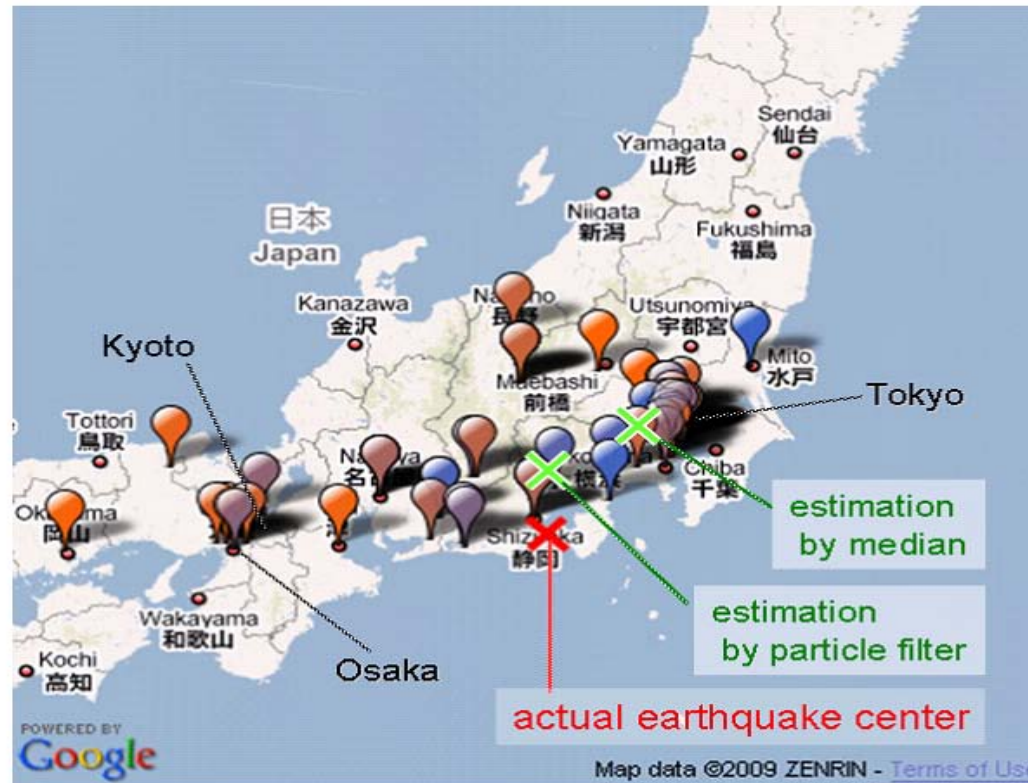 Sendai
仙台
Yamagata
山形
Niigata
新潟
Fukushima
福島
日本
Japan
Kanazawa
金沢
Utsunomiya
宇都宮
Kyoto
Mito
水戸
Maebashi
前橋
Tokyo
Tottori
鳥取
Chiba
千葉
岡山
estimation
by median
Shizuoka
静岡
Wakayama
和歌山
estimation
by particle filter
Kochi
高知
Osaka
actual earthquake center
POWERED BY
Google
Map data ©2009 ZENRIN - Terms of Us